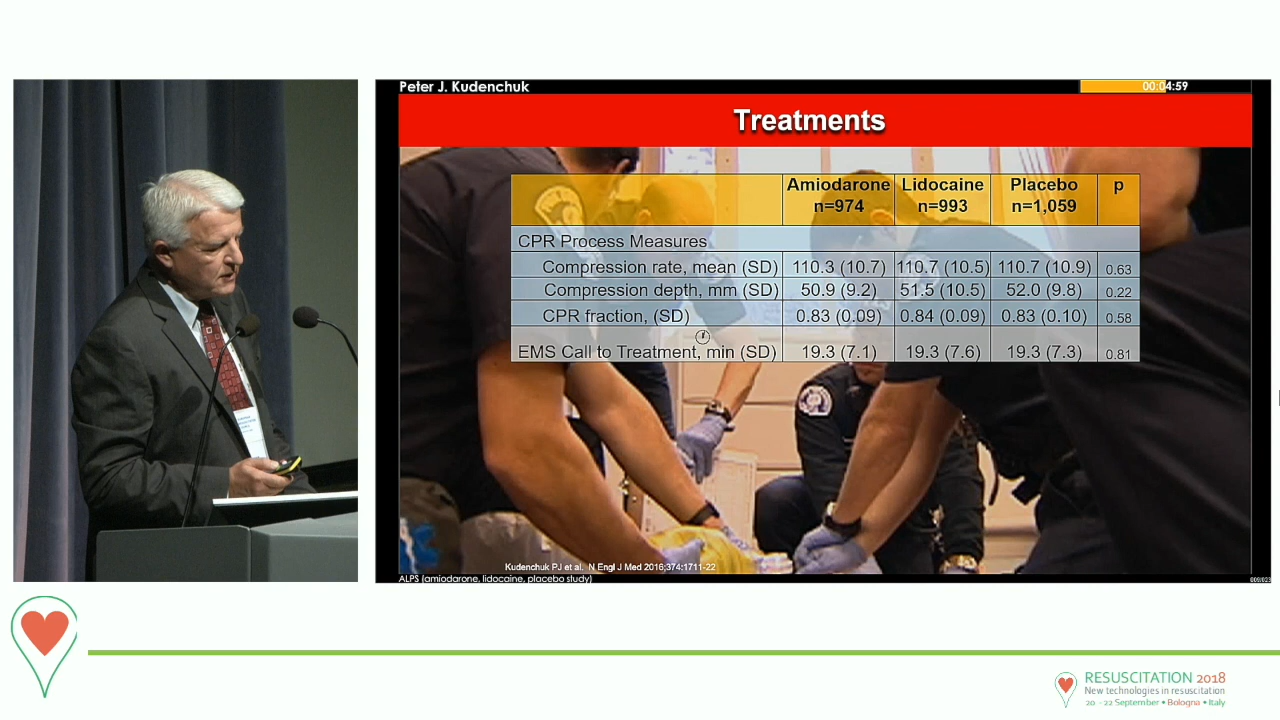 Peter J. Kudenchuk
00:04:59
Treatments
Amiodarone Lidocaine Placebo p
n=974 n=993 n=1,059
CPR Process Measures
Compression rate, mean (SD) 110.3 (10.7) 110.7 (10.5) 110.7 (10.9) 0.63
Compression depth, mm (SD) 50.9 (9.2) 51.5 (10.5) 52.0 (9.8) 0.22
CPR fraction, (SD) 0.83 (0.09) 0.84 (0.09) 0.83 (0.10) 0.58
EMS Call to Treatment, min (SD) 19.3 (7.1) 19.3 (7.6) 19.3 (7.3) 0.81
Kudenchuk PJ et al. N Engl J Med 2016;374:1711-22
ALPS (amiodarone, lidocaine, placebo study)
RESUSCITATION 2018
New technologies in resuscitation
20 - 22 September • Bologna • Italy